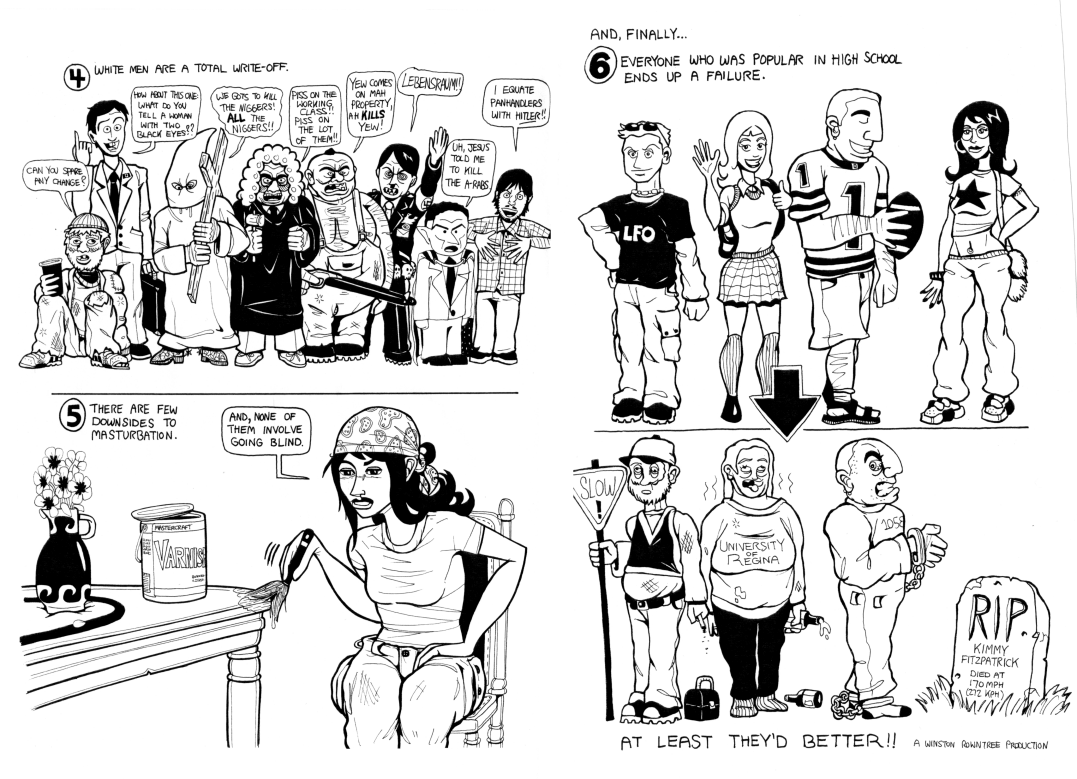 4 WHITE MEN ARE A TOTAL WRITE-OFF.
CAN YOU SPARE
ANY CHANGE?
HOW ABOUT THIS ONE:
WHAT DO YOU
TELL A WOMAN
WITH TWO
BLACK EYES??
WE GOTS TO KILL
THE NIGGERS!
ALL THE
NIGGERS!!
PISS ON THE
WORKING
CLASS!!
PISS ON
THE LOT
OF THEM!!
YEW COMES
ON MAH
PROPERTY,
AH KILLS
YEW!
LEBENSRAUM!!
UH, JESUS
TOLD ME
TO KILL
THE A-RABS.
I EQUATE
PANHANDLERS
WITH HITLER!!
5 THERE ARE FEW
DOWNSIDES TO
MASTURBATION.
AND, NONE OF
THEM INVOLVE
GOING BLIND.
MASTERCRAFT
VARNISH
AND, FINALLY...
6 EVERYONE WHO WAS POPULAR IN HIGH SCHOOL
ENDS UP A FAILURE.
LFO
1
1
SLOW
!
UNIVERSITY
OF
REGINA
RIP
KIMMY
FITZPATRICK
DIED AT
170 MPH
(272 KPH)
AT LEAST THEY'D BETTER!!
A WINSTON ROWNTREE PRODUCTION